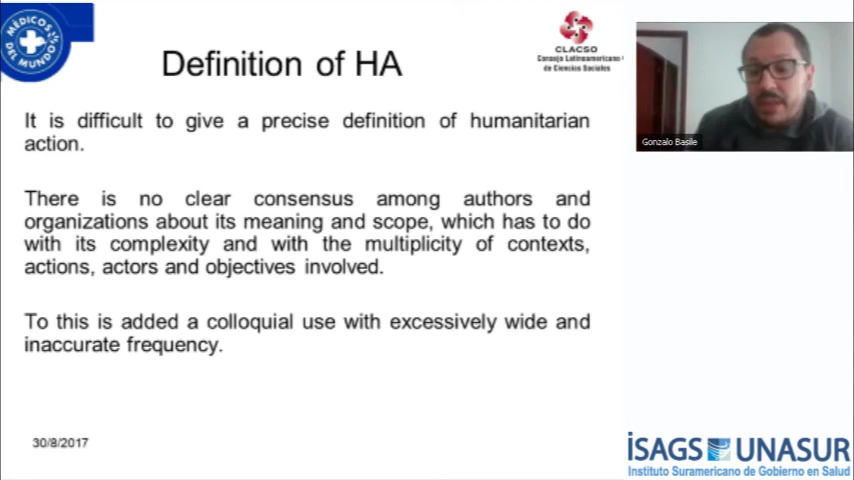 MÉDICOS
DEL MUNDO
CLACSO
Consejo Latinoamericano
de Ciencias Sociales
Definition of HA
Gonzalo Basile
It is difficult to give a precise definition of humanitarian
action.
There is no clear consensus among authors and
organizations about its meaning and scope, which has to do
with its complexity and with the multiplicity of contexts,
actions, actors and objectives involved.
To this is added a colloquial use with excessively wide and
inaccurate frequency.
30/8/2017
iSAGS UNASUR
Instituto Suramericano de Gobierno en Salud